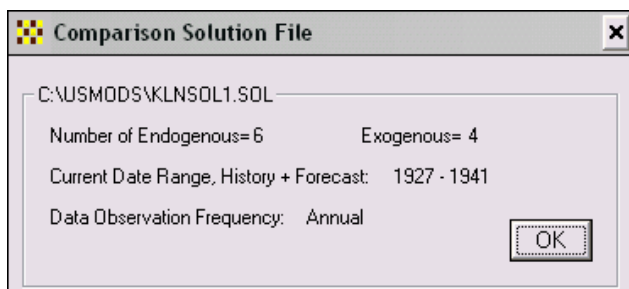 Comparison Solution File
C:\USMODS\KLNSOL1.SOL
Number of Endogenous= 6 Exogenous= 4
Current Date Range, History + Forecast: 1927 - 1941
Data Observation Frequency: Annual
OK